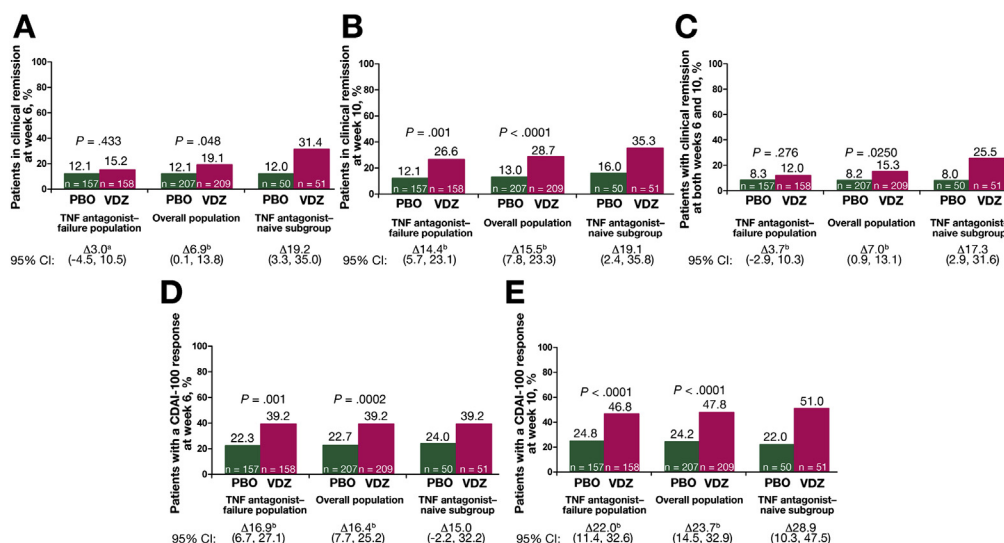 A
Patients in clinical remission
at week 6, %
100
80
60
40
20
0
P = .433
P = .048
12.1
15.2
12.1
19.1
12.0
31.4
n = 157
n = 158
n = 207
n = 209
n = 50
n = 51
PBO VDZ
PBO VDZ
PBO VDZ
TNF antagonist–
failure population
Overall population
TNF antagonist–
naive subgroup
Δ3.0ᵃ
Δ6.9ᵇ
Δ19.2
95% CI: (-4.5, 10.5) (0.1, 13.8) (3.3, 35.0)
B
Patients in clinical remission
at week 10, %
100
80
60
40
20
0
P = .001
P < .0001
12.1
26.6
13.0
28.7
16.0
35.3
n = 157
n = 158
n = 207
n = 209
n = 50
n = 51
PBO VDZ
PBO VDZ
PBO VDZ
TNF antagonist–
failure population
Overall population
TNF antagonist–
naive subgroup
Δ14.4ᵇ
Δ15.5ᵇ
Δ19.1
95% CI: (5.7, 23.1) (7.8, 23.3) (2.4, 35.8)
C
Patients with clinical remission
at both weeks 6 and 10, %
100
80
60
40
20
0
P = .276
P = .0250
8.3
12.0
8.2
15.3
8.0
25.5
n = 157
n = 158
n = 207
n = 209
n = 50
n = 51
PBO VDZ
PBO VDZ
PBO VDZ
TNF antagonist–
failure population
Overall population
TNF antagonist–
naive subgroup
Δ3.7ᵇ
Δ7.0ᵇ
Δ17.3
95% CI: (-2.9, 10.3) (0.9, 13.1) (2.9, 31.6)
D
Patients with a CDAI-100 response
at week 6, %
100
80
60
40
20
0
P = .001
P = .0002
22.3
39.2
22.7
39.2
24.0
39.2
n = 157
n = 158
n = 207
n = 209
n = 50
n = 51
PBO VDZ
PBO VDZ
PBO VDZ
TNF antagonist–
failure population
Overall population
TNF antagonist–
naive subgroup
Δ16.9ᵇ
Δ16.4ᵇ
Δ15.0
95% CI: (6.7, 27.1) (7.7, 25.2) (-2.2, 32.2)
E
Patients with a CDAI-100 response
at week 10, %
100
80
60
40
20
0
P < .0001
P < .0001
24.8
46.8
24.2
47.8
22.0
51.0
n = 157
n = 158
n = 207
n = 209
n = 50
n = 51
PBO VDZ
PBO VDZ
PBO VDZ
TNF antagonist–
failure population
Overall population
TNF antagonist–
naive subgroup
Δ22.0ᵇ
Δ23.7ᵇ
Δ28.9
95% CI: (11.4, 32.6) (14.5, 32.9) (10.3, 47.5)